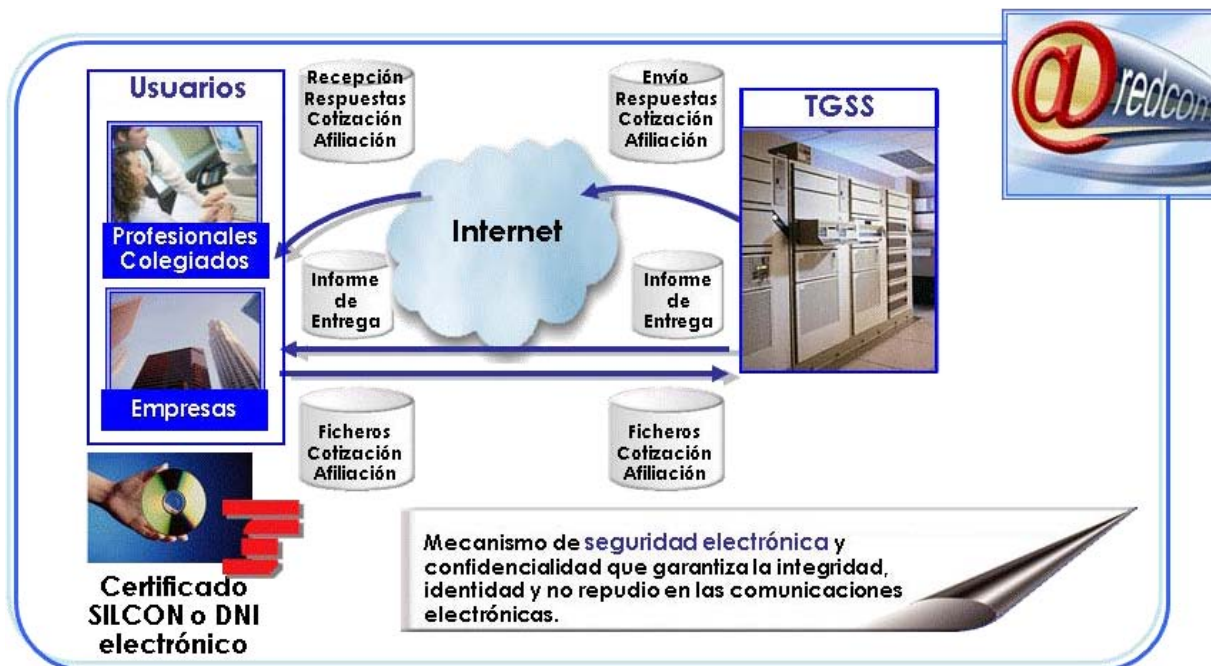 Usuarios
Profesionales
Colegiados
Empresas
Recepción
Respuestas
Cotización
Afiliación
Envío
Respuestas
Cotización
Afiliación
TGSS
@redcom
Internet
Informe
de
Entrega
Informe
de
Entrega
Ficheros
Cotización
Afiliación
Ficheros
Cotización
Afiliación
Certificado
SILCON o DNI
electrónico
Mecanismo de seguridad electrónica y
confidencialidad que garantiza la integridad,
identidad y no repudio en las comunicaciones
electrónicas.